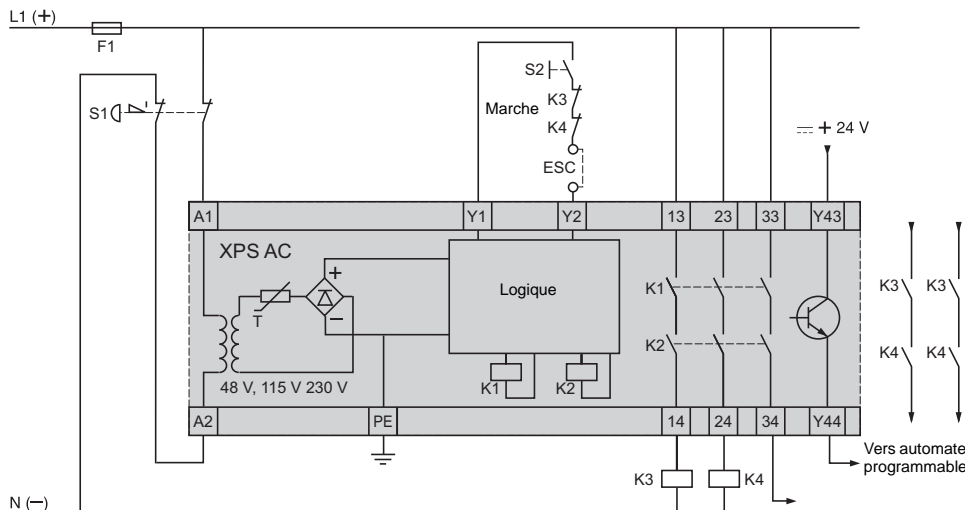 L1 (+)
F1
S2
K3
S1
Marche
K4
+ 24 V
ESC
A1
Y1
Y2
13
23
33
Y43
XPS AC
+
Logique
K1
K3
K3
T
−
K2
K4
K4
K1
K2
48 V, 115 V 230 V
A2
PE
14
24
34
Y44
Vers automate
programmable
K3
K4
N (−)